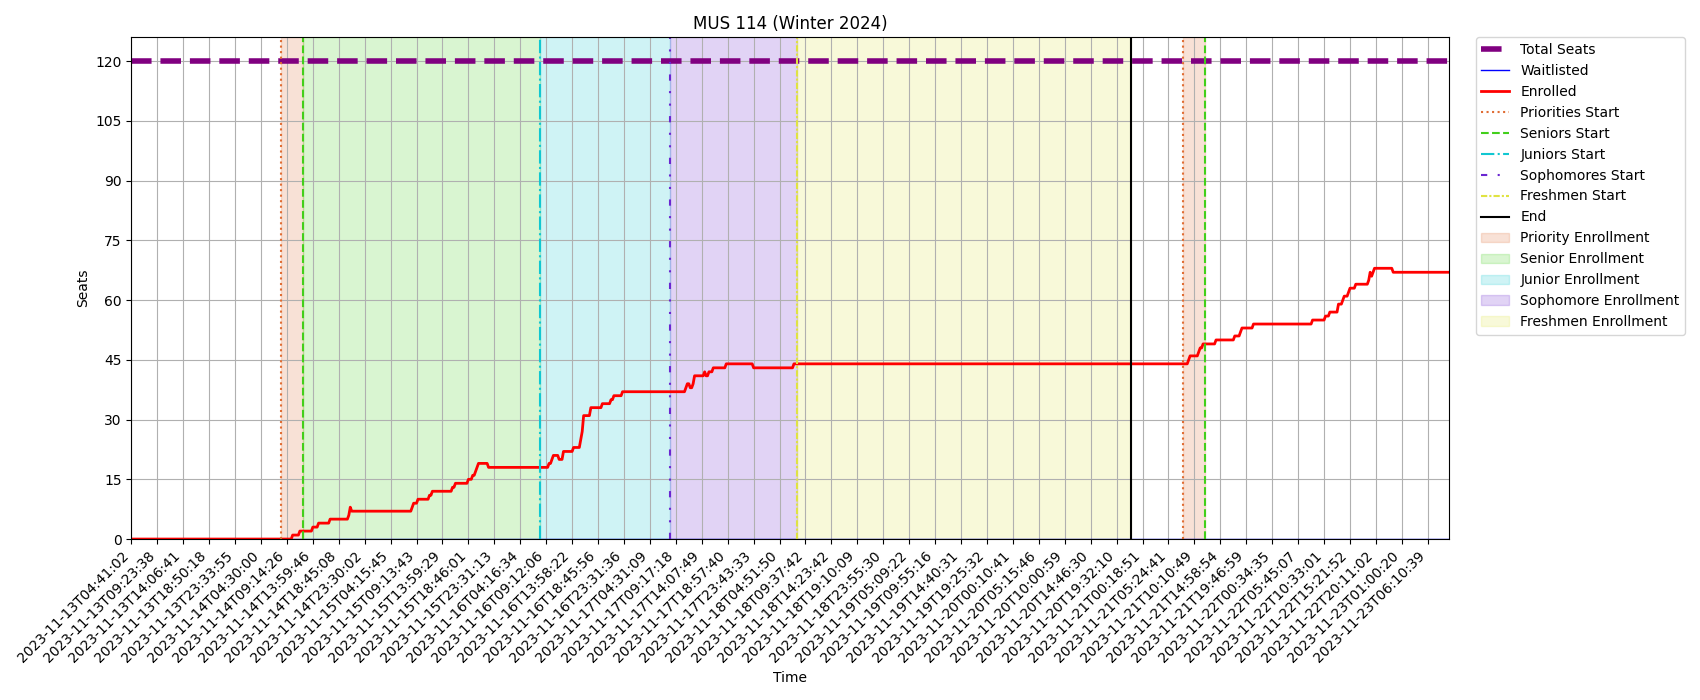 MUS 114 (Winter 2024)
Seats
120
105
90
75
60
45
30
15
0
2023-11-13T04:41:02
2023-11-13T09:23:38
2023-11-13T14:06:41
2023-11-13T18:50:18
2023-11-13T23:33:55
2023-11-14T04:30:00
2023-11-14T09:14:26
2023-11-14T13:59:46
2023-11-14T18:45:08
2023-11-14T23:30:02
2023-11-15T04:15:45
2023-11-15T09:13:43
2023-11-15T13:59:29
2023-11-15T18:46:01
2023-11-15T23:31:13
2023-11-16T04:16:34
2023-11-16T09:12:06
2023-11-16T13:58:22
2023-11-16T18:45:56
2023-11-16T23:31:36
2023-11-17T04:31:09
2023-11-17T09:17:18
2023-11-17T14:07:49
2023-11-17T18:57:40
2023-11-17T23:43:33
2023-11-18T04:51:50
2023-11-18T09:37:42
2023-11-18T14:23:42
2023-11-18T19:10:09
2023-11-18T23:55:30
2023-11-19T05:09:22
2023-11-19T09:55:16
2023-11-19T14:40:31
2023-11-19T19:25:32
2023-11-20T00:10:41
2023-11-20T05:15:46
2023-11-20T10:00:59
2023-11-20T14:46:30
2023-11-20T19:32:10
2023-11-21T00:18:51
2023-11-21T05:24:41
2023-11-21T10:10:49
2023-11-21T14:58:54
2023-11-21T19:46:59
2023-11-22T00:34:35
2023-11-22T05:45:07
2023-11-22T10:33:01
2023-11-22T15:21:52
2023-11-22T20:11:02
2023-11-23T01:00:20
2023-11-23T06:10:39
Time
Total Seats
Waitlisted
Enrolled
Priorities Start
Seniors Start
Juniors Start
Sophomores Start
Freshmen Start
End
Priority Enrollment
Senior Enrollment
Junior Enrollment
Sophomore Enrollment
Freshmen Enrollment